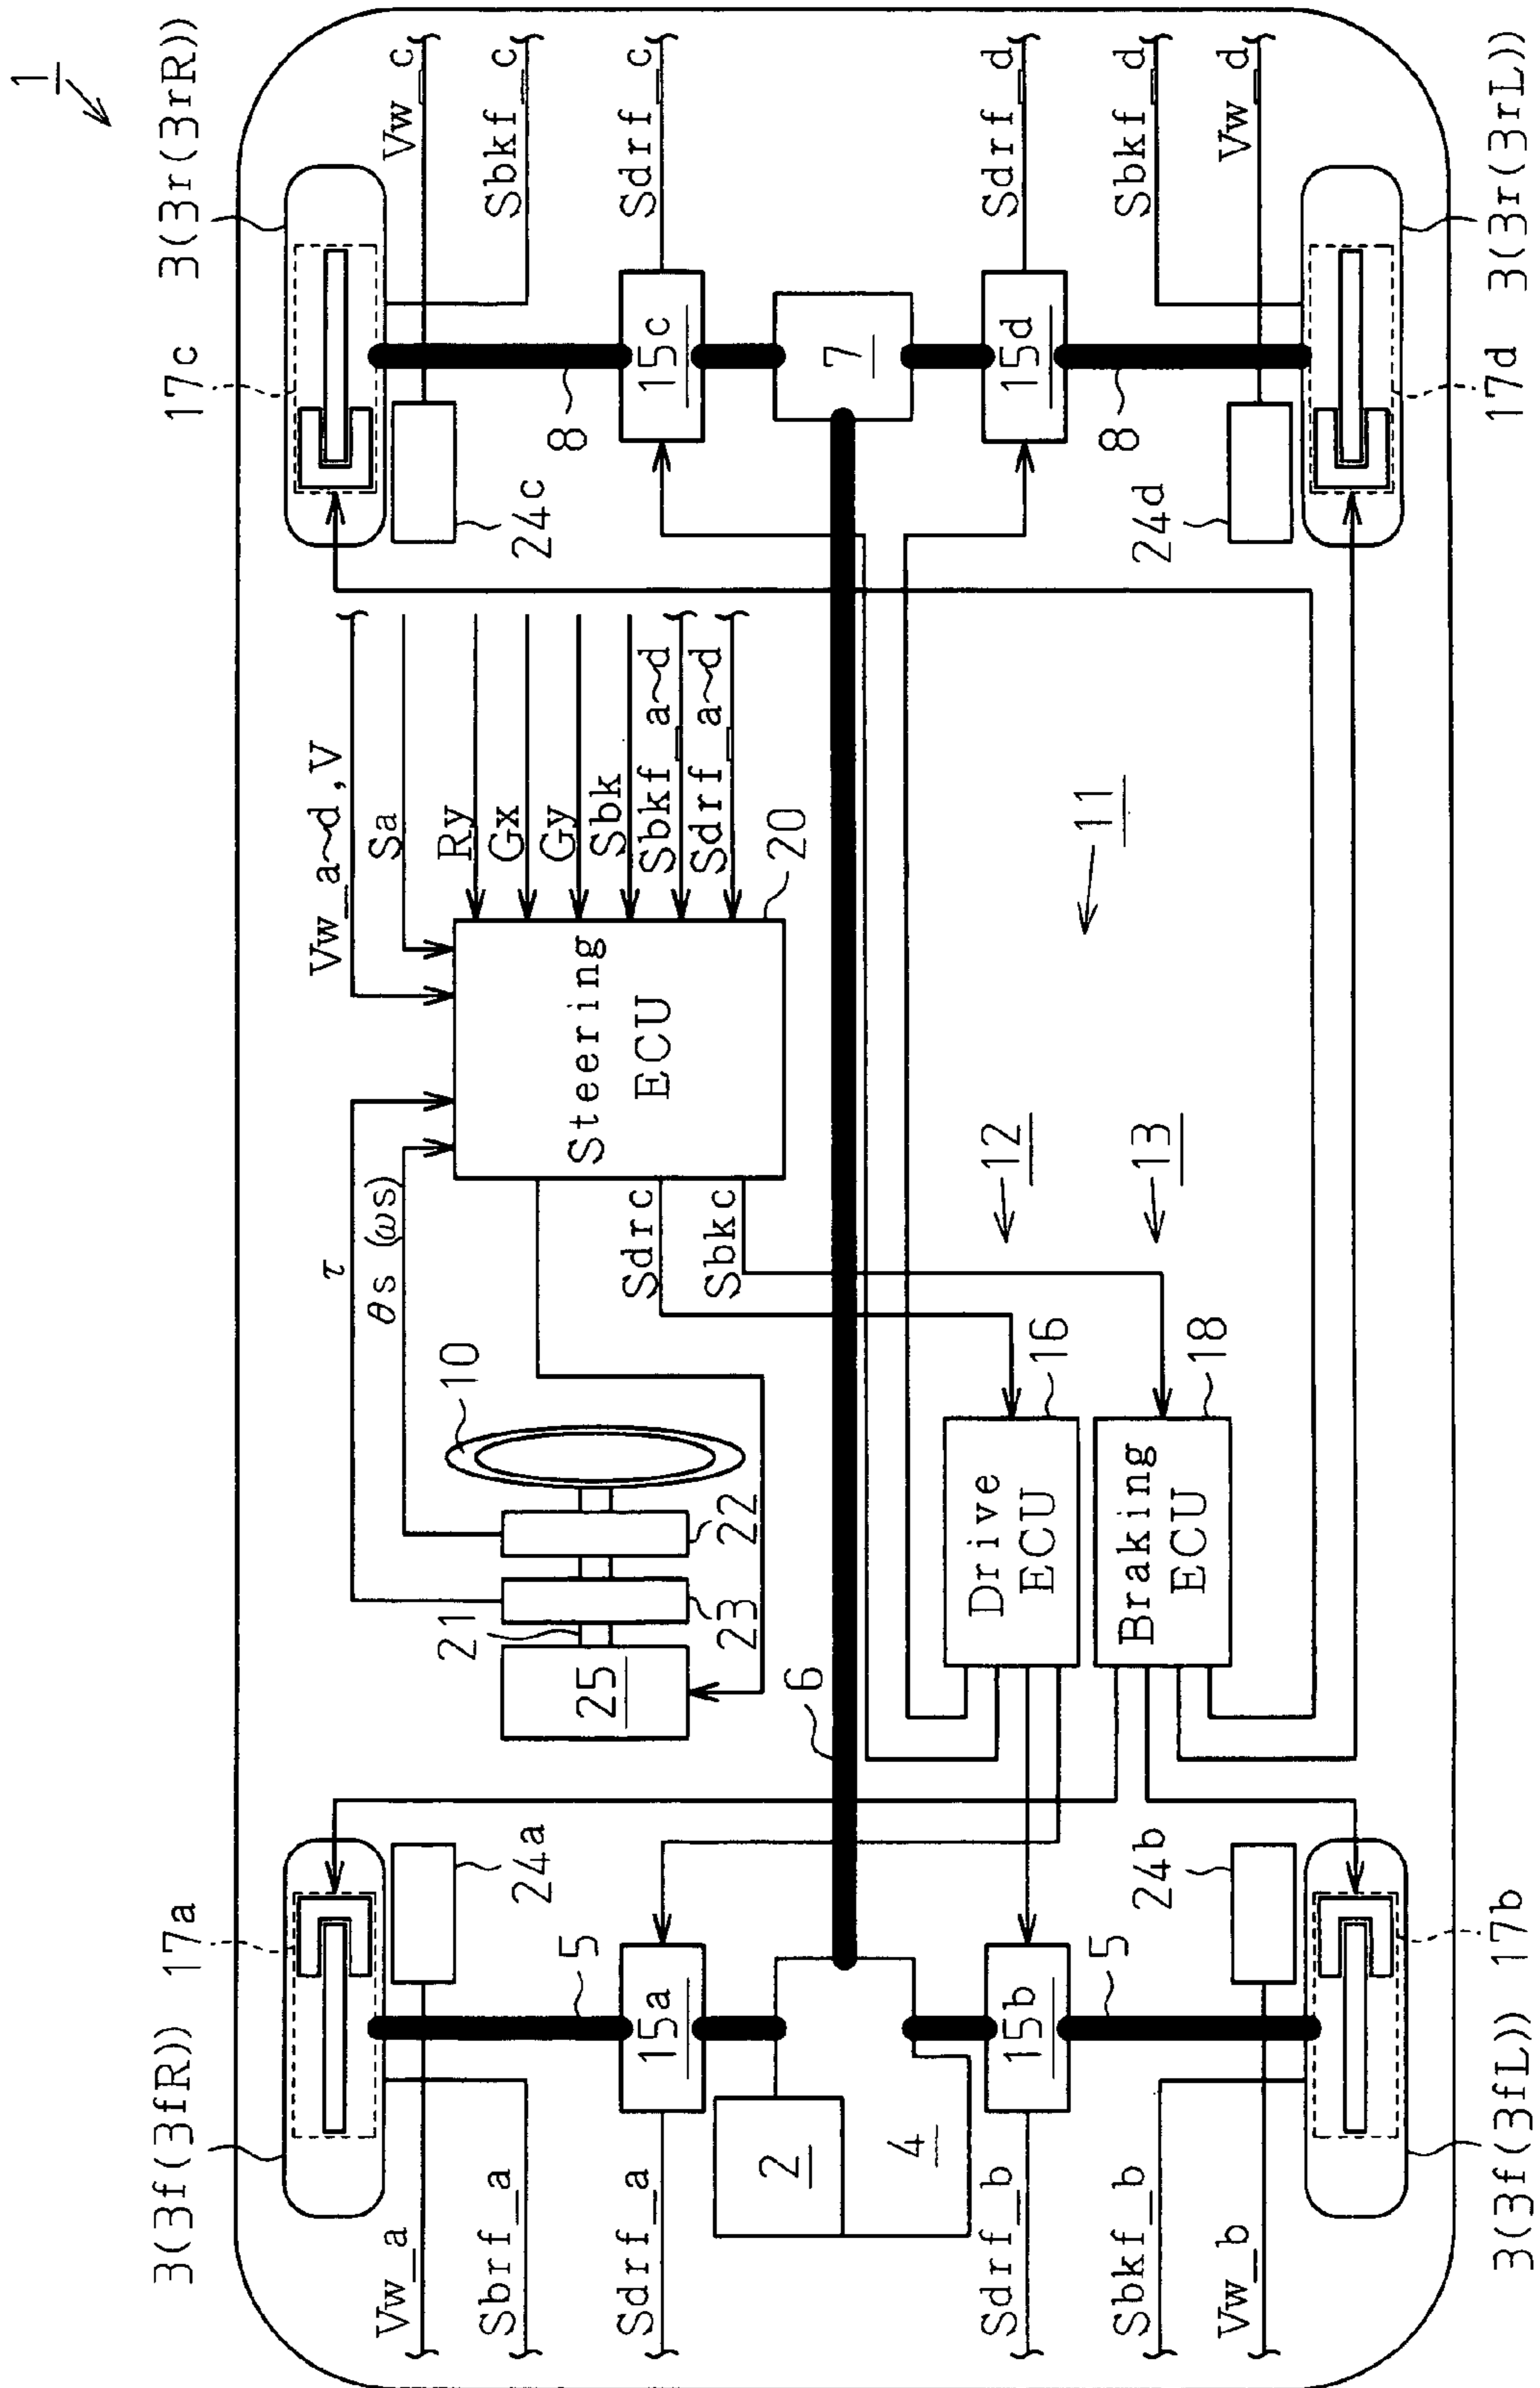 1
3(3fR))
17a
17c
3(3r(3rR))
Vw_a
24a
τ
Vw_a~d,V
Vw_c
Sbrf_a
θs (ωs)
Sa
24c
Sbkf_c
5
10
Ry
8
Sdrf_a
15a
21
22
Gx
15c
Sdrf_c
23
Gy
25
Steering
ECU
Sbk
Sbkf_a~d
Sdrc
Sdrf_a~d
Sbkc
20
2
6
7
4
Sdrf_b
15b
Drive
ECU
16
12
11
15d
Sdrf_d
5
8
Sbkf_b
24b
Braking
ECU
18
13
24d
Sbkf_d
Vw_b
Vw_d
3(3f(3fL))
17b
17d
3(3r(3rL))